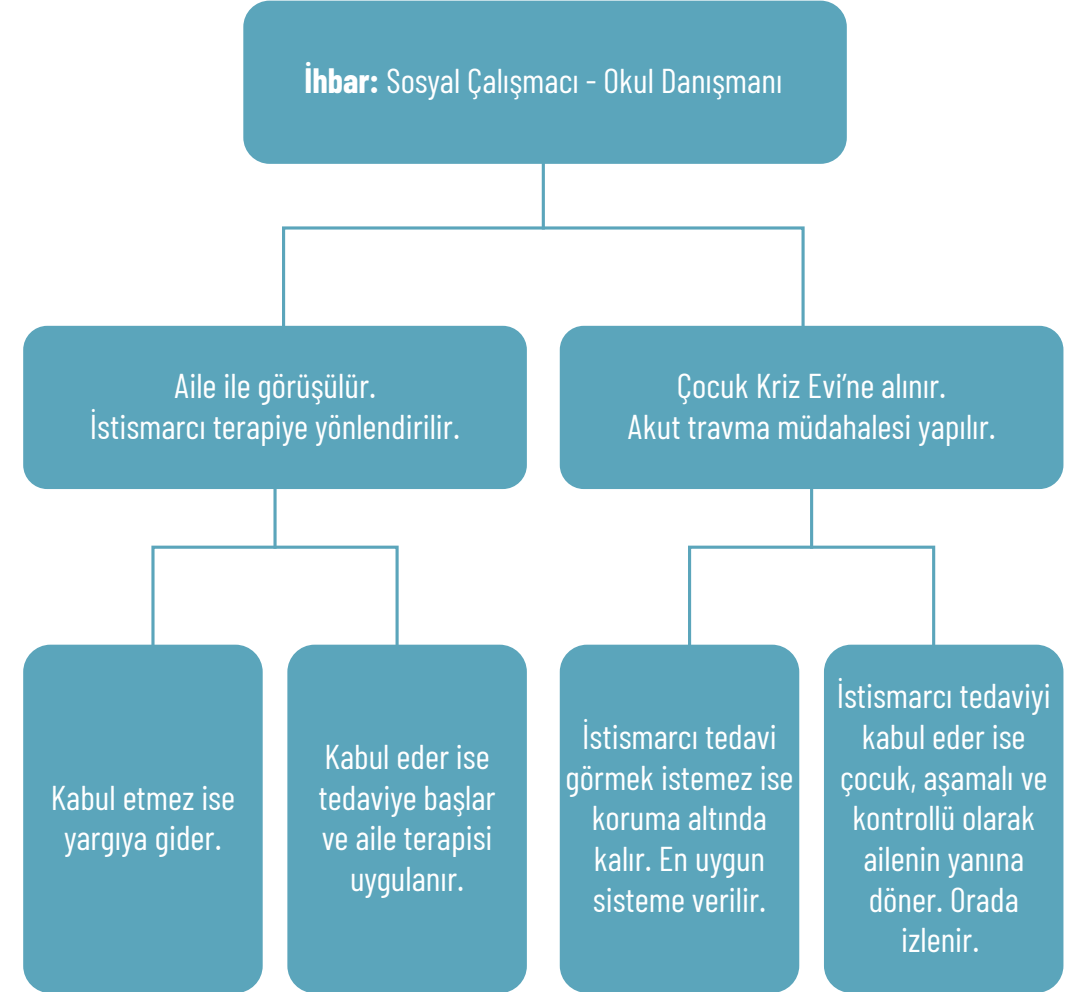 İhbar: Sosyal Çalışmacı - Okul Danışmanı
Aile ile görüşülür.
İstismarcı terapiye yönlendirilir.
Çocuk Kriz Evi’ne alınır.
Akut travma müdahalesi yapılır.
Kabul etmez ise
yargıya gider.
Kabul eder ise
tedaviye başlar
ve aile terapisi
uygulanır.
İstismarcı tedavi
görmek istemez ise
koruma altında
kalır. En uygun
sisteme verilir.
İstismarcı tedaviyi
kabul eder ise
çocuk, aşamalı ve
kontrollü olarak
ailenin yanına
döner. Orada
izlenir.